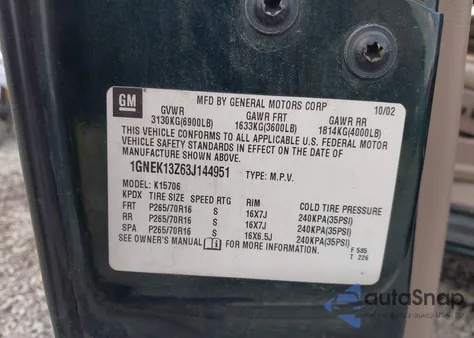 GM
MFD BY GENERAL MOTORS CORP 10/02
GVWR GAWR FRT GAWR RR
3130KG(6900LB) 1633KG(3600LB) 1814KG(4000LB)
THIS VEHICLE CONFORMS TO ALL APPLICABLE U.S. FEDERAL MOTOR
VEHICLE SAFETY STANDARDS IN EFFECT ON THE DATE OF
MANUFACTURE SHOWN ABOVE.
1GNEK13Z63J144951 TYPE: M.P.V.
MODEL: K15706
KPDX TIRE SIZE SPEED RTG RIM COLD TIRE PRESSURE
FRT P265/70R16 S 16X7J 240KPA(35PSI)
RR P265/70R16 S 16X7J 240KPA(35PSI)
SPA P265/70R16 S 16X6.5J 240KPA(35PSI)
SEE OWNER'S MANUAL FOR MORE INFORMATION.
F 585
T 226
autoSnap